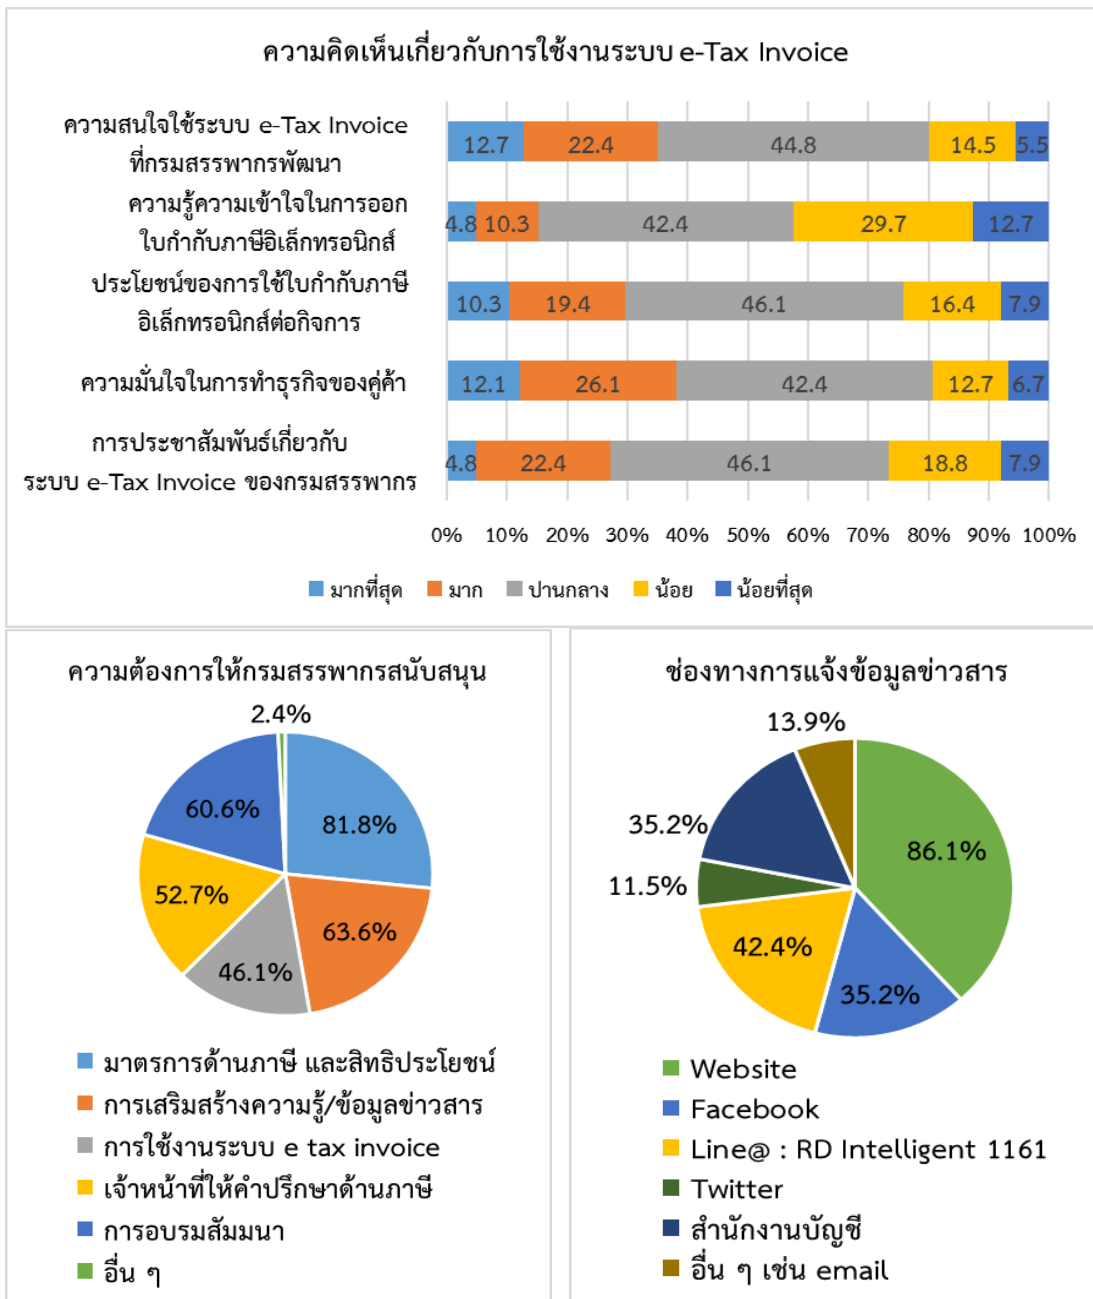 ความคิดเห็นเกี่ยวกับการใช้งานระบบ e-Tax Invoice
ความสนใจใช้ระบบ e-Tax Invoice
ที่กรมสรรพากรพัฒนา
12.7 22.4 44.8 14.5 5.5
ความรู้ความเข้าใจในการออก
ใบกำกับภาษีอิเล็กทรอนิกส์
4.8 10.3 42.4 29.7 12.7
ประโยชน์ของการใช้ใบกำกับภาษี
อิเล็กทรอนิกส์ต่อกิจการ
10.3 19.4 46.1 16.4 7.9
ความมั่นใจในการทำธุรกิจของคู่ค้า
12.1 26.1 42.4 12.7 6.7
การประชาสัมพันธ์เกี่ยวกับ
ระบบ e-Tax Invoice ของกรมสรรพากร
4.8 22.4 46.1 18.8 7.9
0% 10% 20% 30% 40% 50% 60% 70% 80% 90% 100%
มากที่สุด มาก ปานกลาง น้อย น้อยที่สุด
ความต้องการให้กรมสรรพากรสนับสนุน
2.4%
60.6% 81.8%
52.7%
63.6%
46.1%
มาตรการด้านภาษี และสิทธิประโยชน์
การเสริมสร้างความรู้/ข้อมูลข่าวสาร
การใช้งานระบบ e tax invoice
เจ้าหน้าที่ให้คำปรึกษาด้านภาษี
การอบรมสัมมนา
อื่น ๆ
ช่องทางการแจ้งข้อมูลข่าวสาร
13.9%
35.2%
86.1%
11.5%
42.4%
35.2%
Website
Facebook
Line@ : RD Intelligent 1161
Twitter
สำนักงานบัญชี
อื่น ๆ เช่น email